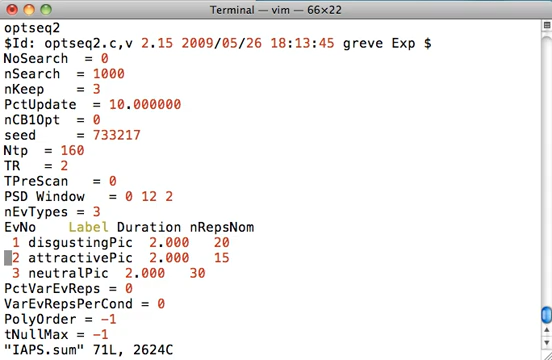 Terminal — vim — 66×22
optseq2
$Id: optseq2.c,v 2.15 2009/05/26 18:13:45 greve Exp $
NoSearch = 0
nSearch = 1000
nKeep = 3
PctUpdate = 10.000000
nCB1Opt = 0
seed = 733217
Ntp = 160
TR = 2
TPreScan = 0
PSD Window = 0 12 2
nEvTypes = 3
EvNo Label Duration nRepsNom
1 disgustingPic 2.000 20
2 attractivePic 2.000 15
3 neutralPic 2.000 30
PctVarEvReps = 0
VarEvRepsPerCond = 0
PolyOrder = -1
tNullMax = -1
"IAPS.sum" 71L, 2624C